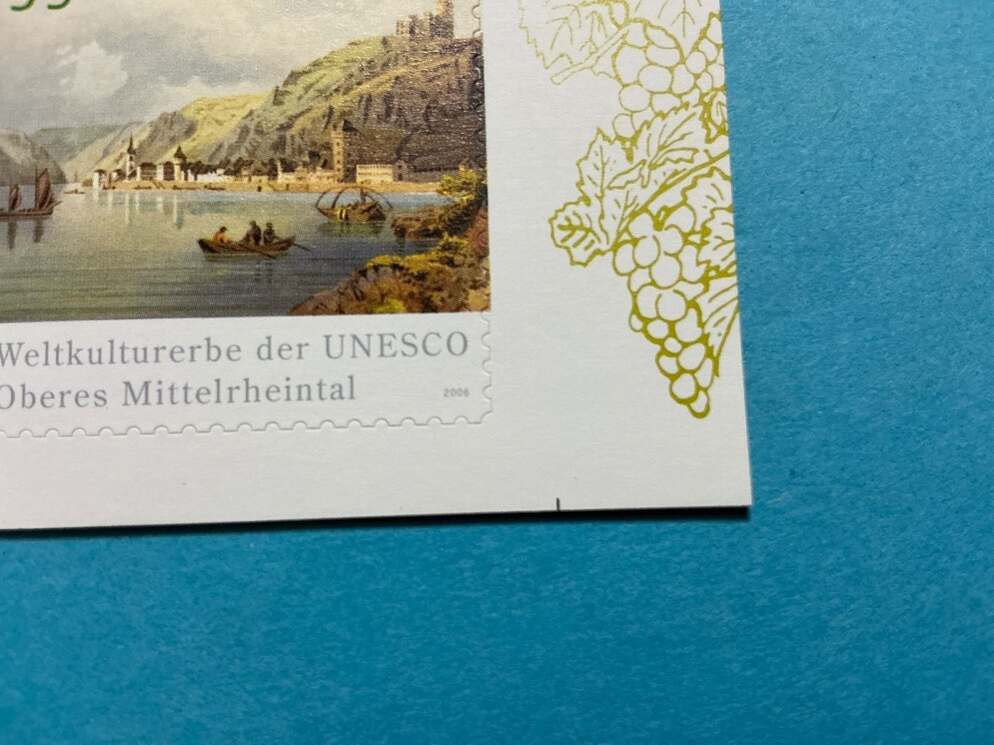 Weltkulturerbe der UNESCO
Oberes Mittelrheintal
2006